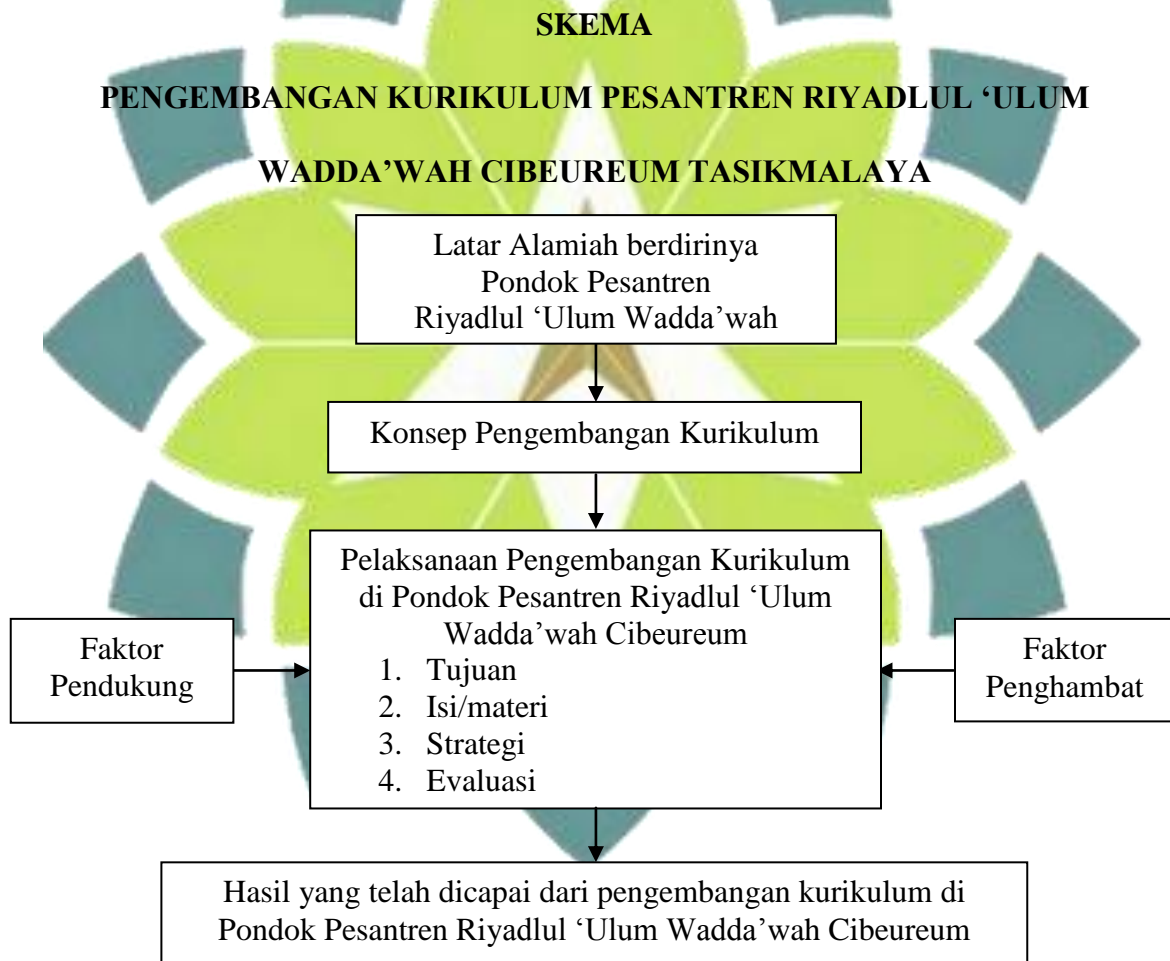 SKEMA
PENGEMBANGAN KURIKULUM PESANTREN RIYADLUL ‘ULUM
WADDA’WAH CIBEUREUM TASIKMALAYA
Latar Alamiah berdirinya
Pondok Pesantren
Riyadlul ‘Ulum Wadda’wah
Konsep Pengembangan Kurikulum
Pelaksanaan Pengembangan Kurikulum
di Pondok Pesantren Riyadlul ‘Ulum
Wadda’wah Cibeureum
1. Tujuan
2. Isi/materi
3. Strategi
4. Evaluasi
Faktor
Pendukung
Faktor
Penghambat
Hasil yang telah dicapai dari pengembangan kurikulum di
Pondok Pesantren Riyadlul ‘Ulum Wadda’wah Cibeureum